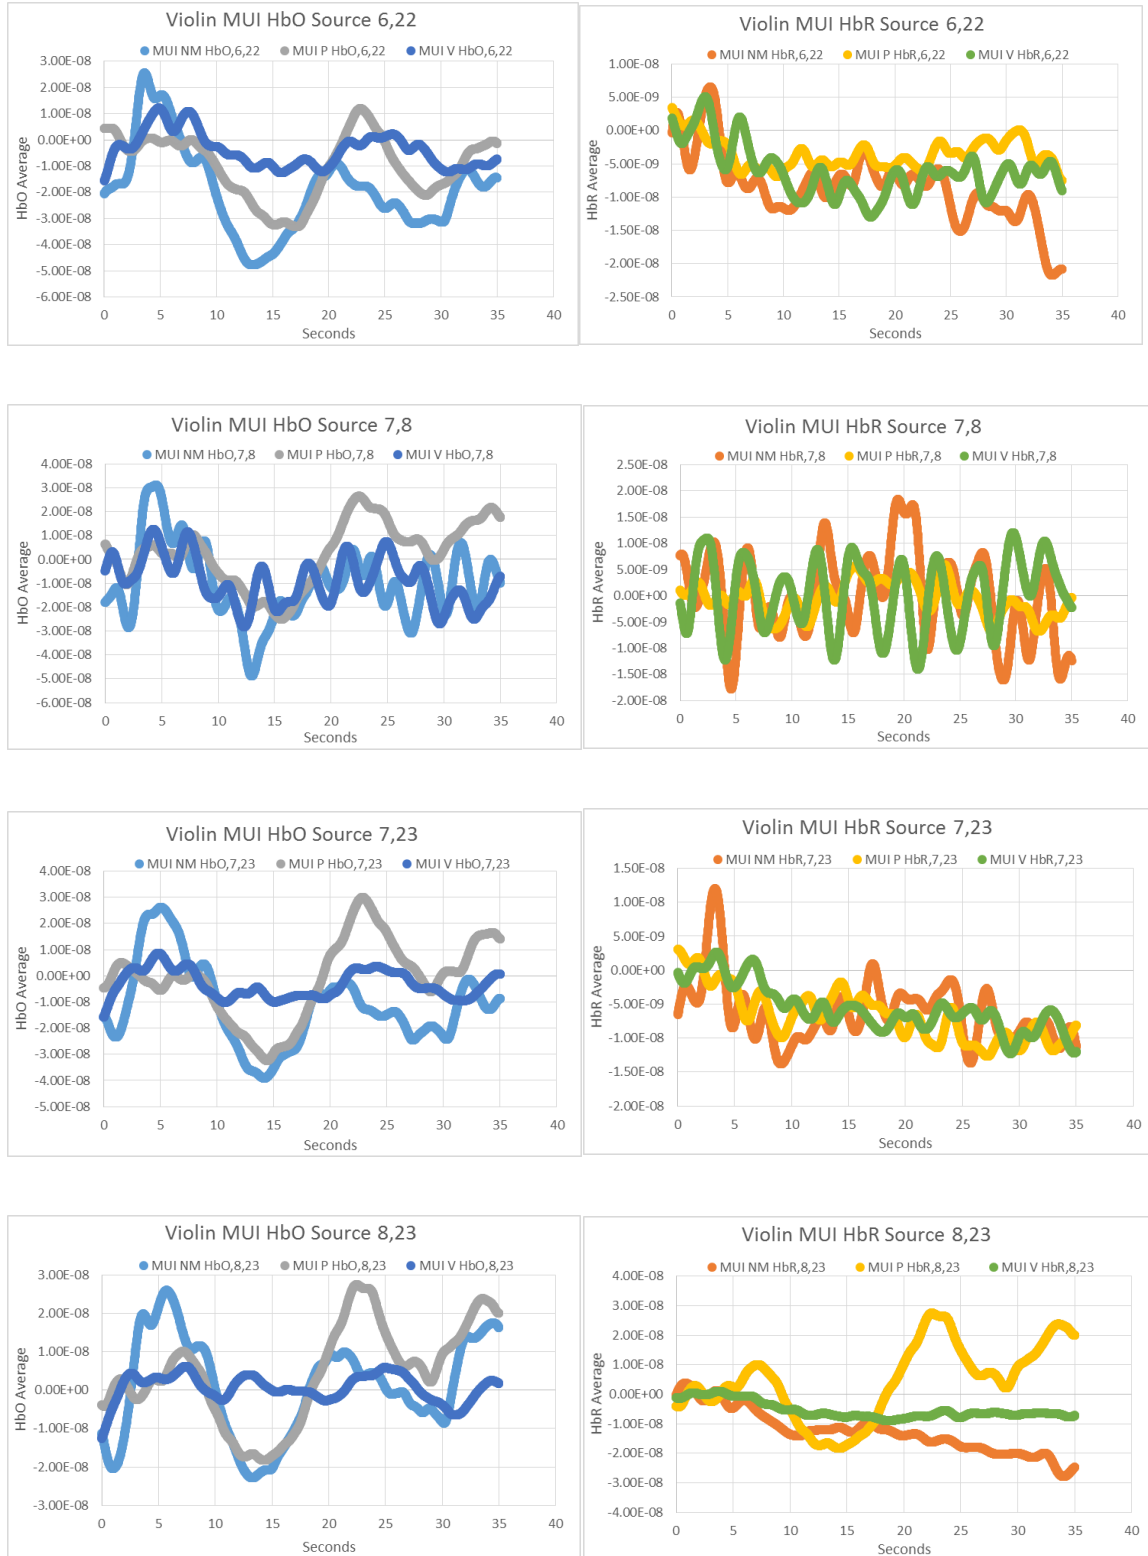 Violin MUI HbO Source 6,22
MUI NM HbO,6,22 MUI P HbO,6,22 MUI V HbO,6,22
3.00E-08
2.00E-08
1.00E-08
0.00E+00
-1.00E-08
-2.00E-08
-3.00E-08
-4.00E-08
-5.00E-08
-6.00E-08
HbO Average
0 5 10 15 20 25 30 35 40
Seconds
Violin MUI HbR Source 6,22
MUI NM HbR,6,22 MUI P HbR,6,22 MUI V HbR,6,22
1.00E-08
5.00E-09
0.00E+00
-5.00E-09
-1.00E-08
-1.50E-08
-2.00E-08
-2.50E-08
HbR Average
0 5 10 15 20 25 30 35 40
Seconds
Violin MUI HbO Source 7,8
MUI NM HbO,7,8 MUI P HbO,7,8 MUI V HbO,7,8
4.00E-08
3.00E-08
2.00E-08
1.00E-08
0.00E+00
-1.00E-08
-2.00E-08
-3.00E-08
-4.00E-08
-5.00E-08
-6.00E-08
HbO Average
0 5 10 15 20 25 30 35 40
Seconds
Violin MUI HbR Source 7,8
MUI NM HbR,7,8 MUI P HbR,7,8 MUI V HbR,7,8
2.50E-08
2.00E-08
1.50E-08
1.00E-08
5.00E-09
0.00E+00
-5.00E-09
-1.00E-08
-1.50E-08
-2.00E-08
HbR Average
0 5 10 15 20 25 30 35 40
Seconds
Violin MUI HbO Source 7,23
MUI NM HbO,7,23 MUI P HbO,7,23 MUI V HbO,7,23
4.00E-08
3.00E-08
2.00E-08
1.00E-08
0.00E+00
-1.00E-08
-2.00E-08
-3.00E-08
-4.00E-08
-5.00E-08
HbO Average
0 5 10 15 20 25 30 35 40
Seconds
Violin MUI HbR Source 7,23
MUI NM HbR,7,23 MUI P HbR,7,23 MUI V HbR,7,23
1.50E-08
1.00E-08
5.00E-09
0.00E+00
-5.00E-09
-1.00E-08
-1.50E-08
-2.00E-08
HbR Average
0 5 10 15 20 25 30 35 40
Seconds
Violin MUI HbO Source 8,23
MUI NM HbO,8,23 MUI P HbO,8,23 MUI V HbO,8,23
3.00E-08
2.00E-08
1.00E-08
0.00E+00
-1.00E-08
-2.00E-08
-3.00E-08
HbO Average
0 5 10 15 20 25 30 35 40
Seconds
Violin MUI HbR Source 8,23
MUI NM HbR,8,23 MUI P HbR,8,23 MUI V HbR,8,23
4.00E-08
3.00E-08
2.00E-08
1.00E-08
0.00E+00
-1.00E-08
-2.00E-08
-3.00E-08
-4.00E-08
HbR Average
0 5 10 15 20 25 30 35 40
Seconds